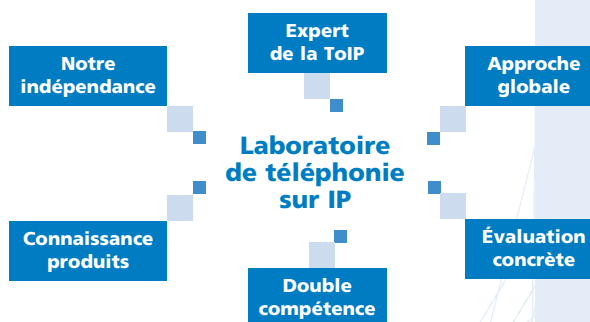 Expert
de la ToIP
Notre
indépendance
Approche
globale
Laboratoire
de téléphonie
sur IP
Connaissance
produits
Évaluation
concrète
Double
compétence